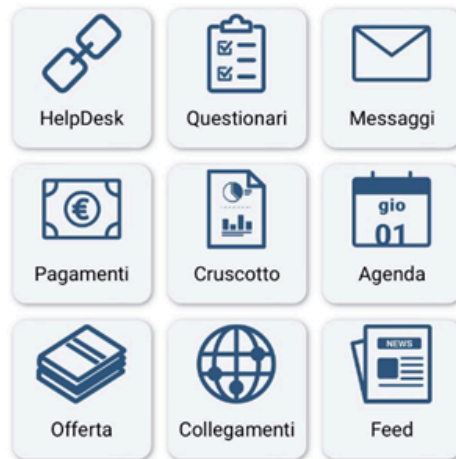 HelpDesk
Questionari
Messaggi
€
gio
01
Pagamenti
Cruscotto
Agenda
NEWS
Offerta
Collegamenti
Feed